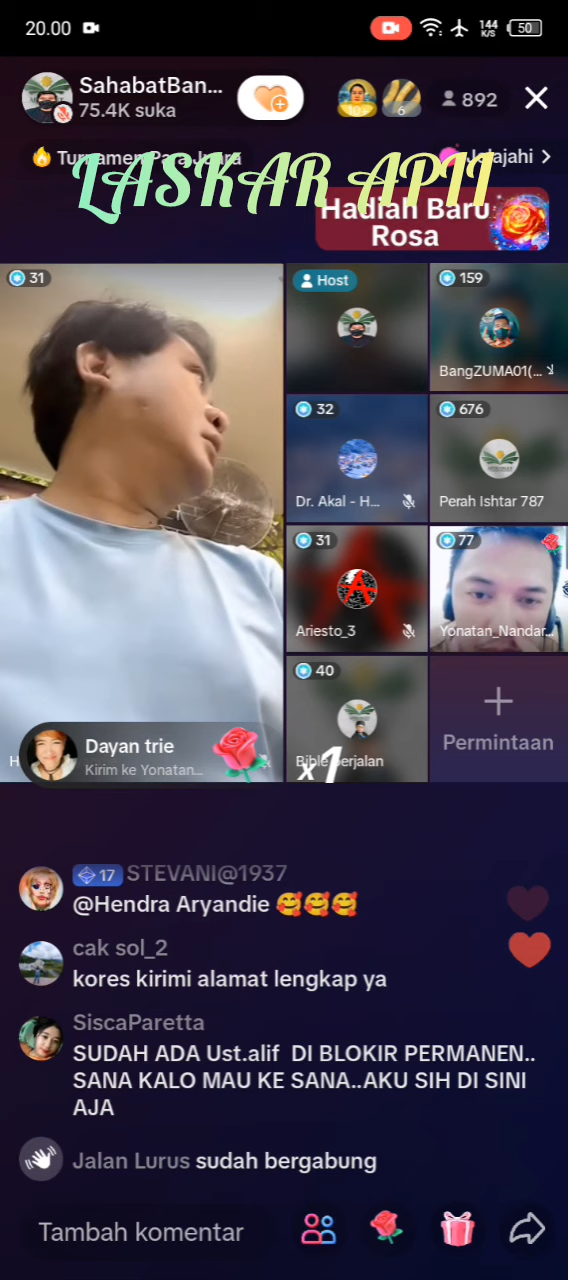 20.00
144
K/S
50
SahabatBan...
75.4K suka
6
892
Turnamen Para Juara
Jelajahi >
LASKAR APII
Hadiah Baru
Rosa
31
Host
159
BangZUMA01(...
32
Dr. Akal - H...
676
Perah Ishtar 787
31
Ariesto_3
77
Yonatan_Nandar...
40
Bible berjalan
x1
Permintaan
H
Dayan trie
Kirim ke Yonatan...
17 STEVANI@1937
@Hendra Aryandie 🥰🥰🥰
cak sol_2
kores kirimi alamat lengkap ya
SiscaParetta
SUDAH ADA Ust.alif DI BLOKIR PERMANEN..
SANA KALO MAU KE SANA..AKU SIH DI SINI
AJA
Jalan Lurus sudah bergabung
Tambah komentar